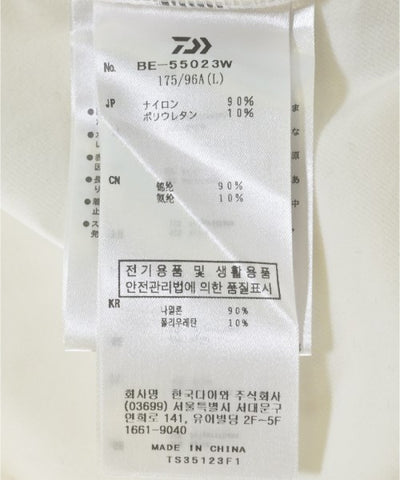 No. BE-55023W
175/96A(L)
JP ナイロン 90%
ポリウレタン 10%
CN 锦纶 90%
氨纶 10%
전기용품 및 생활용품
안전관리법에 의한 품질표시
KR
나일론 90%
폴리우레탄 10%
회사명 한국다이와 주식회사
(03699) 서울특별시 서대문구
연희로 141, 유이빌딩 2F~5F
1661-9040
MADE IN CHINA
TS35123F1